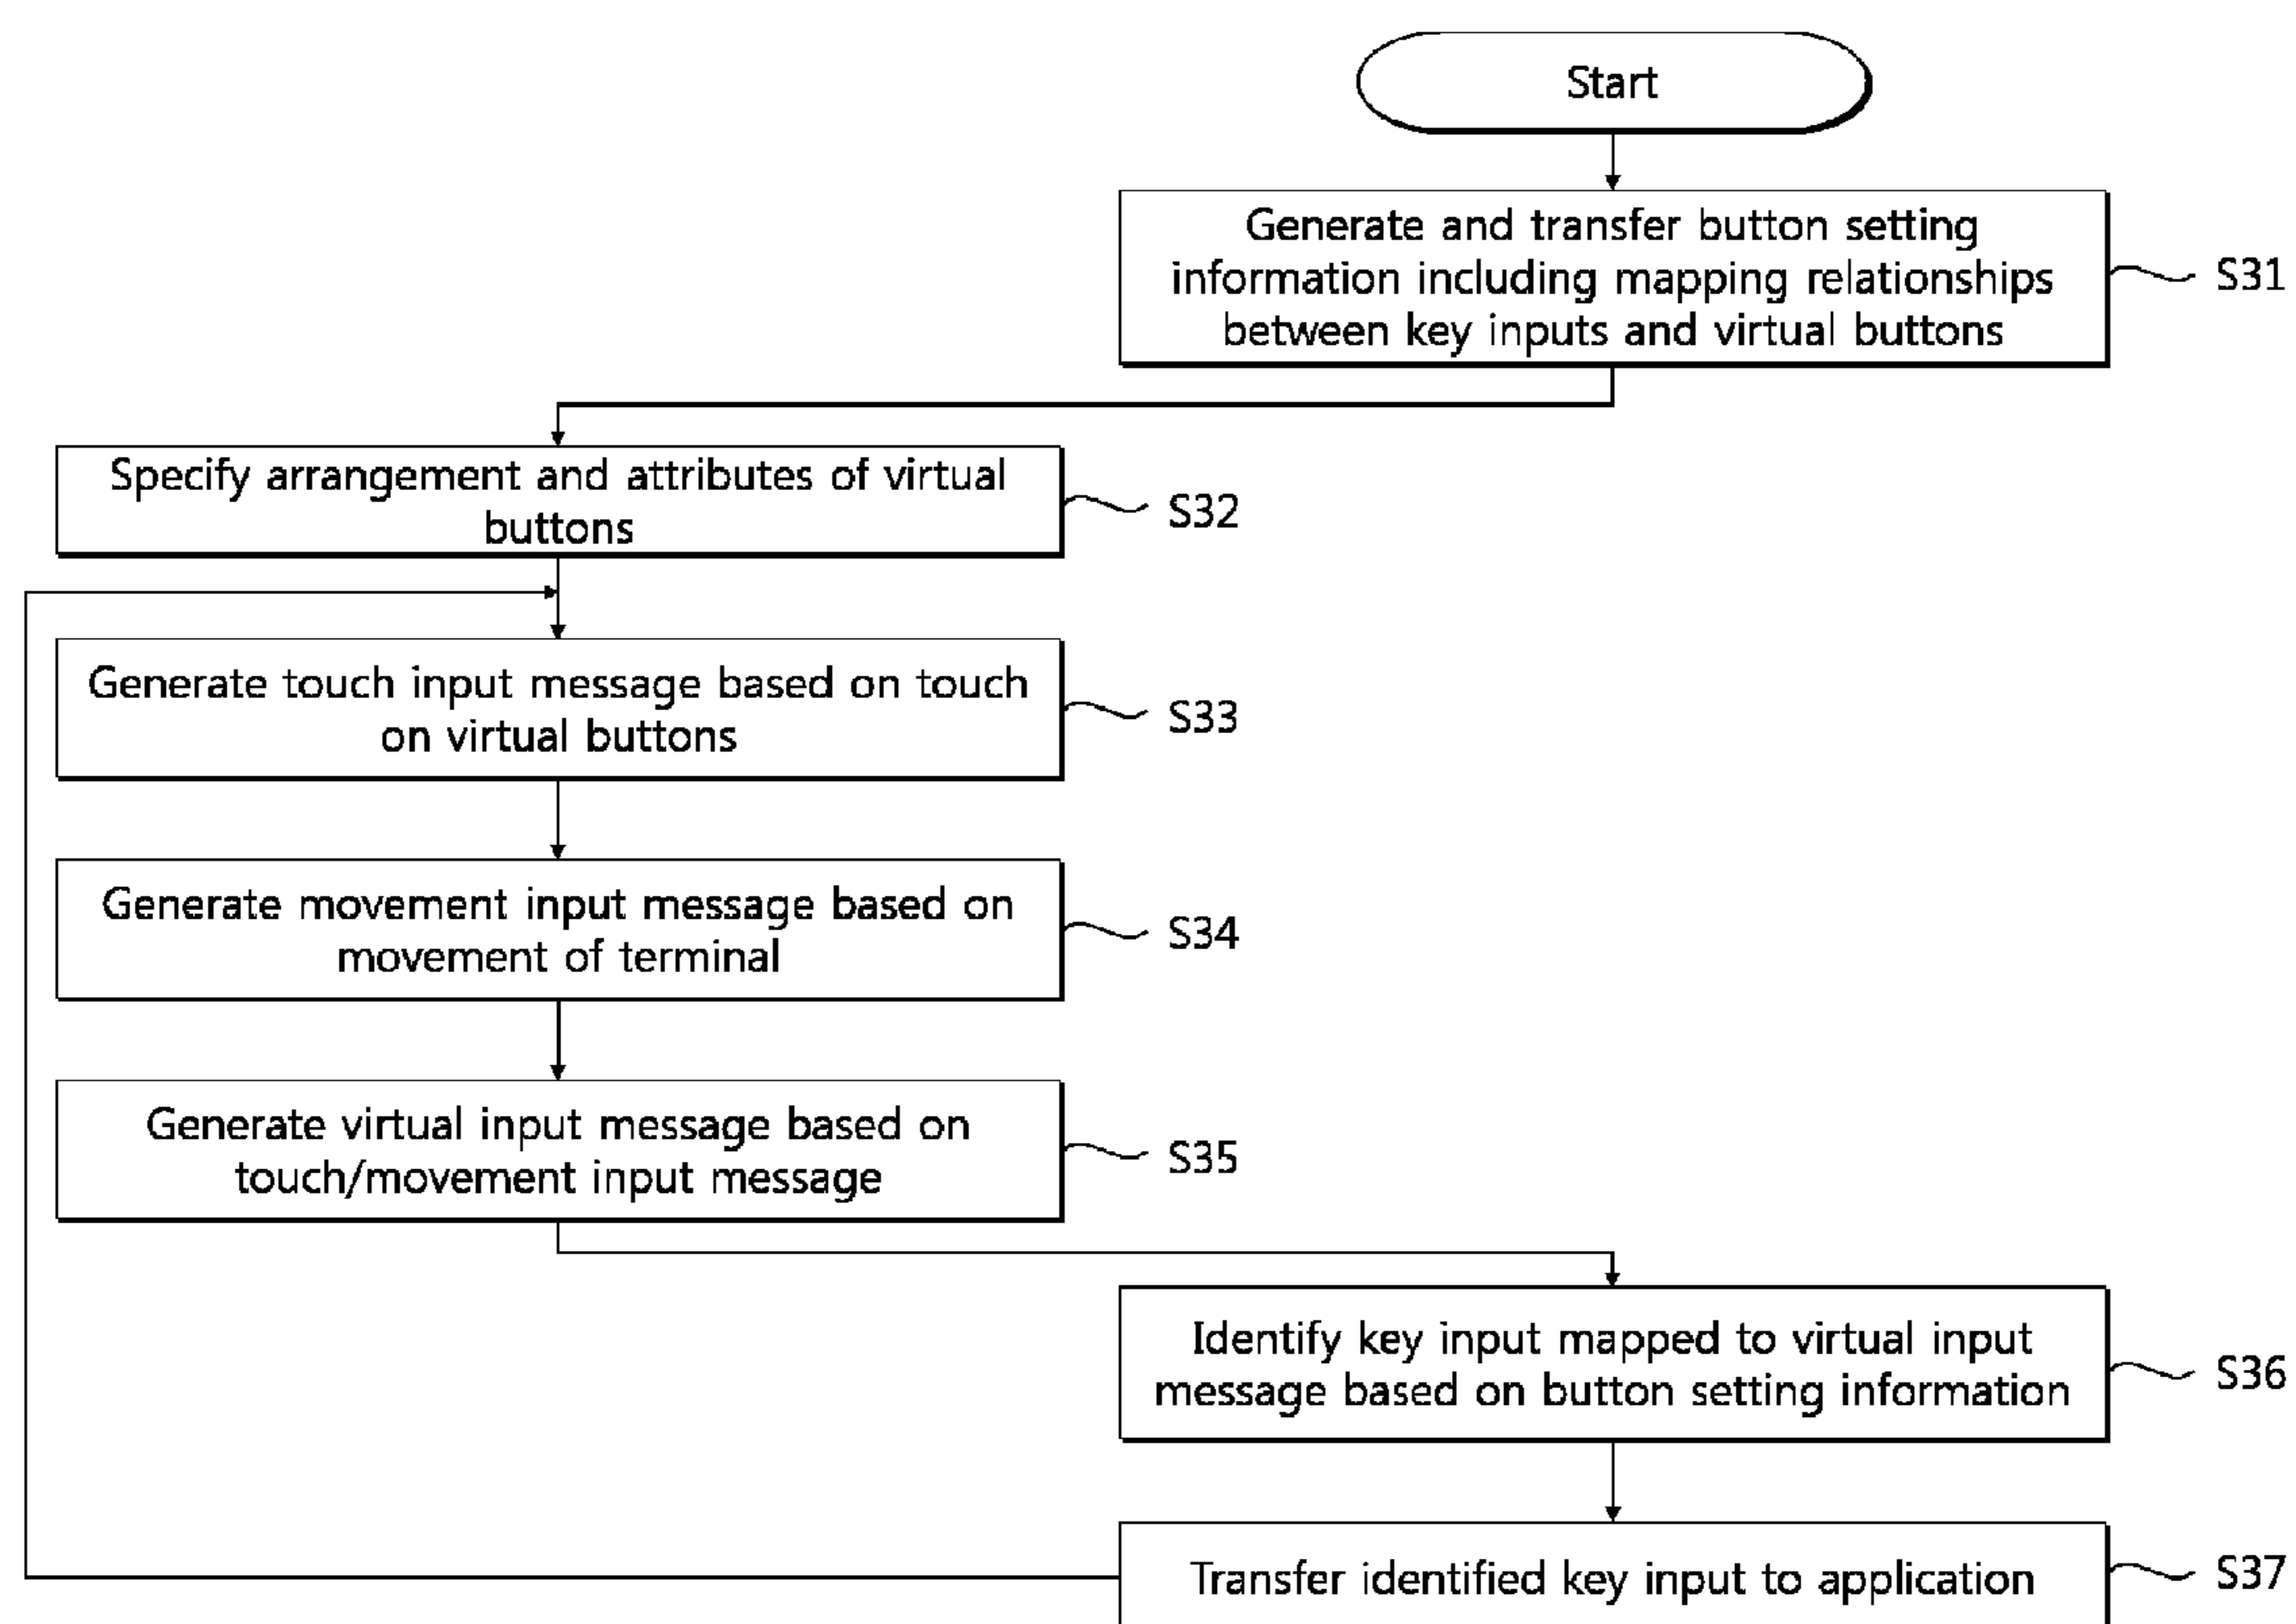 Start
Generate and transfer button setting
information including mapping relationships
between key inputs and virtual buttons
S31
Specify arrangement and attributes of virtual
buttons
S32
Generate touch input message based on touch
on virtual buttons
S33
Generate movement input message based on
movement of terminal
S34
Generate virtual input message based on
touch/movement input message
S35
Identify key input mapped to virtual input
message based on button setting information
S36
Transfer identified key input to application
S37